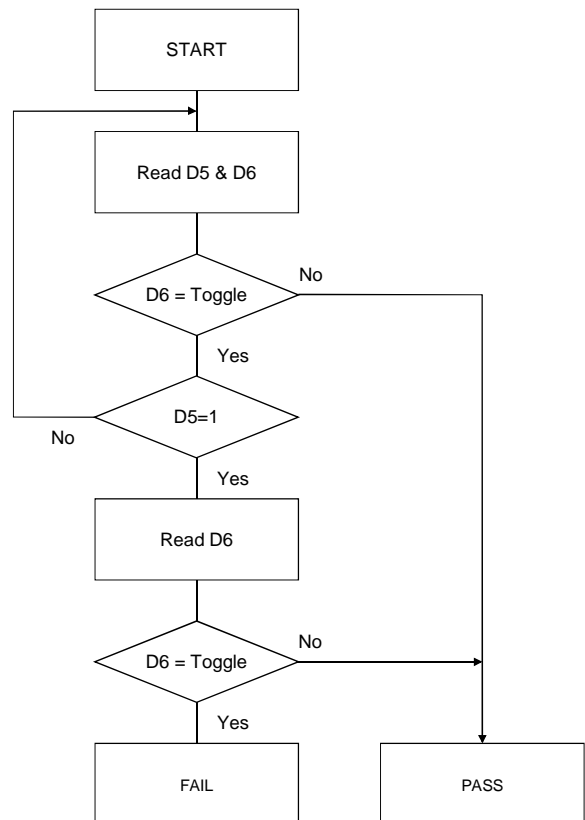 START
Read D5 & D6
D6 = Toggle
No
Yes
D5=1
No
Yes
Read D6
D6 = Toggle
No
Yes
FAIL
PASS